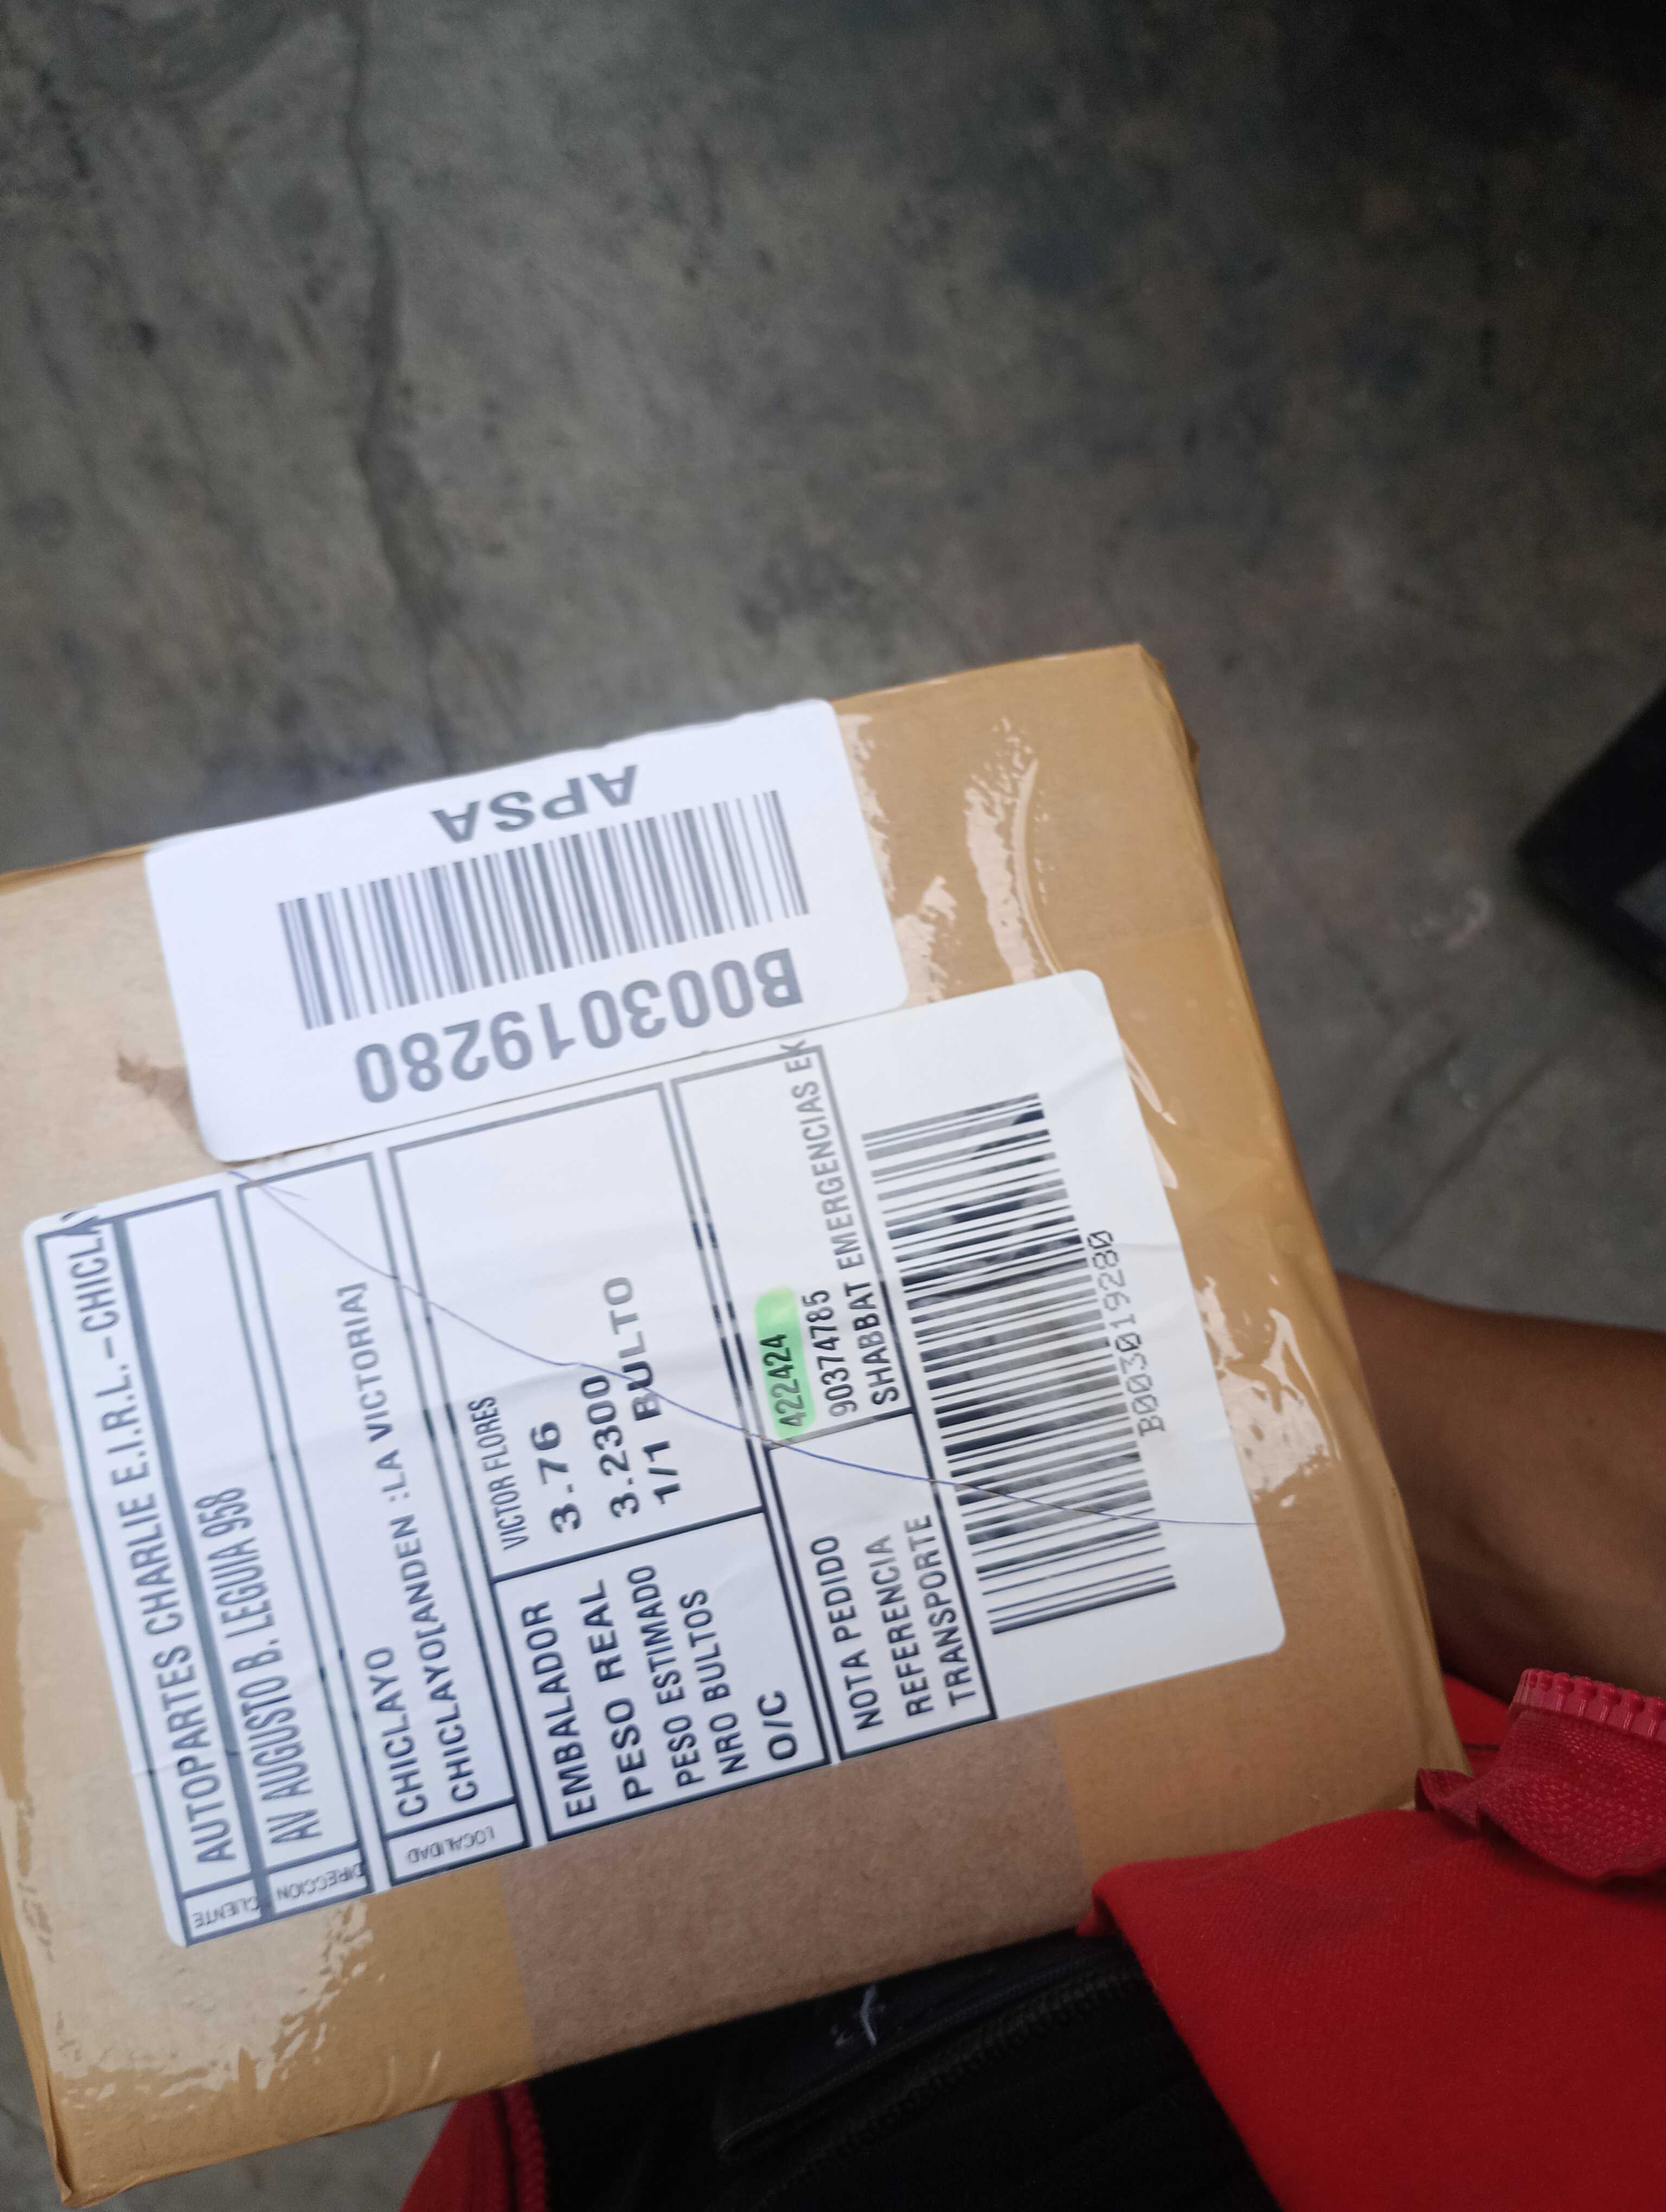 APSA
B003019280
CLIENTE AUTOPARTES CHARLIE E.I.R.L.-CHICLAY
DIRECCION AV AUGUSTO B. LEGUIA 958
LOCALIDAD CHICLAYO
CHICLAYO[ANDEN :LA VICTORIA]
EMBALADOR VICTOR FLORES
PESO REAL 3.76
PESO ESTIMADO 3.2300
NRO BULTOS 1/1 BULTO
O/C
NOTA PEDIDO 422424
REFERENCIA 90374785
TRANSPORTE SHABBAT EMERGENCIAS EX
B003019280